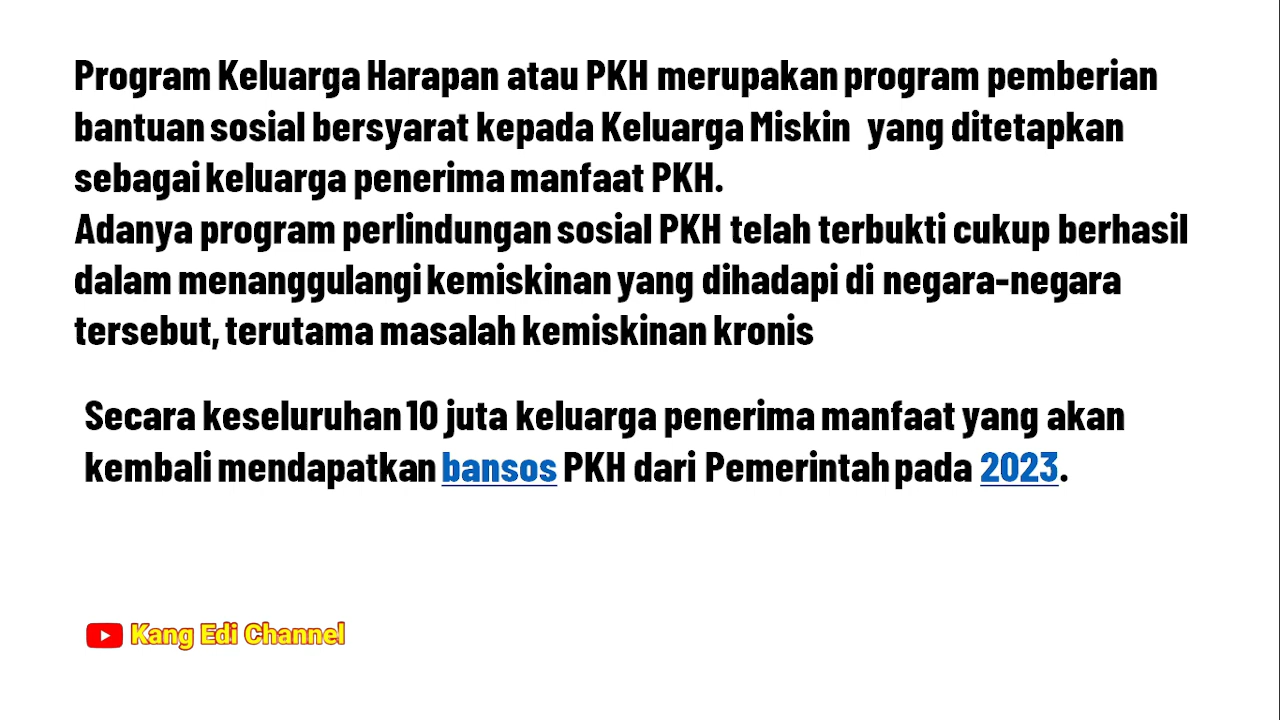 Program Keluarga Harapan atau PKH merupakan program pemberian
bantuan sosial bersyarat kepada Keluarga Miskin yang ditetapkan
sebagai keluarga penerima manfaat PKH.
Adanya program perlindungan sosial PKH telah terbukti cukup berhasil
dalam menanggulangi kemiskinan yang dihadapi di negara-negara
tersebut, terutama masalah kemiskinan kronis
Secara keseluruhan 10 juta keluarga penerima manfaat yang akan
kembali mendapatkan bansos PKH dari Pemerintah pada 2023.
Kang Edi Channel